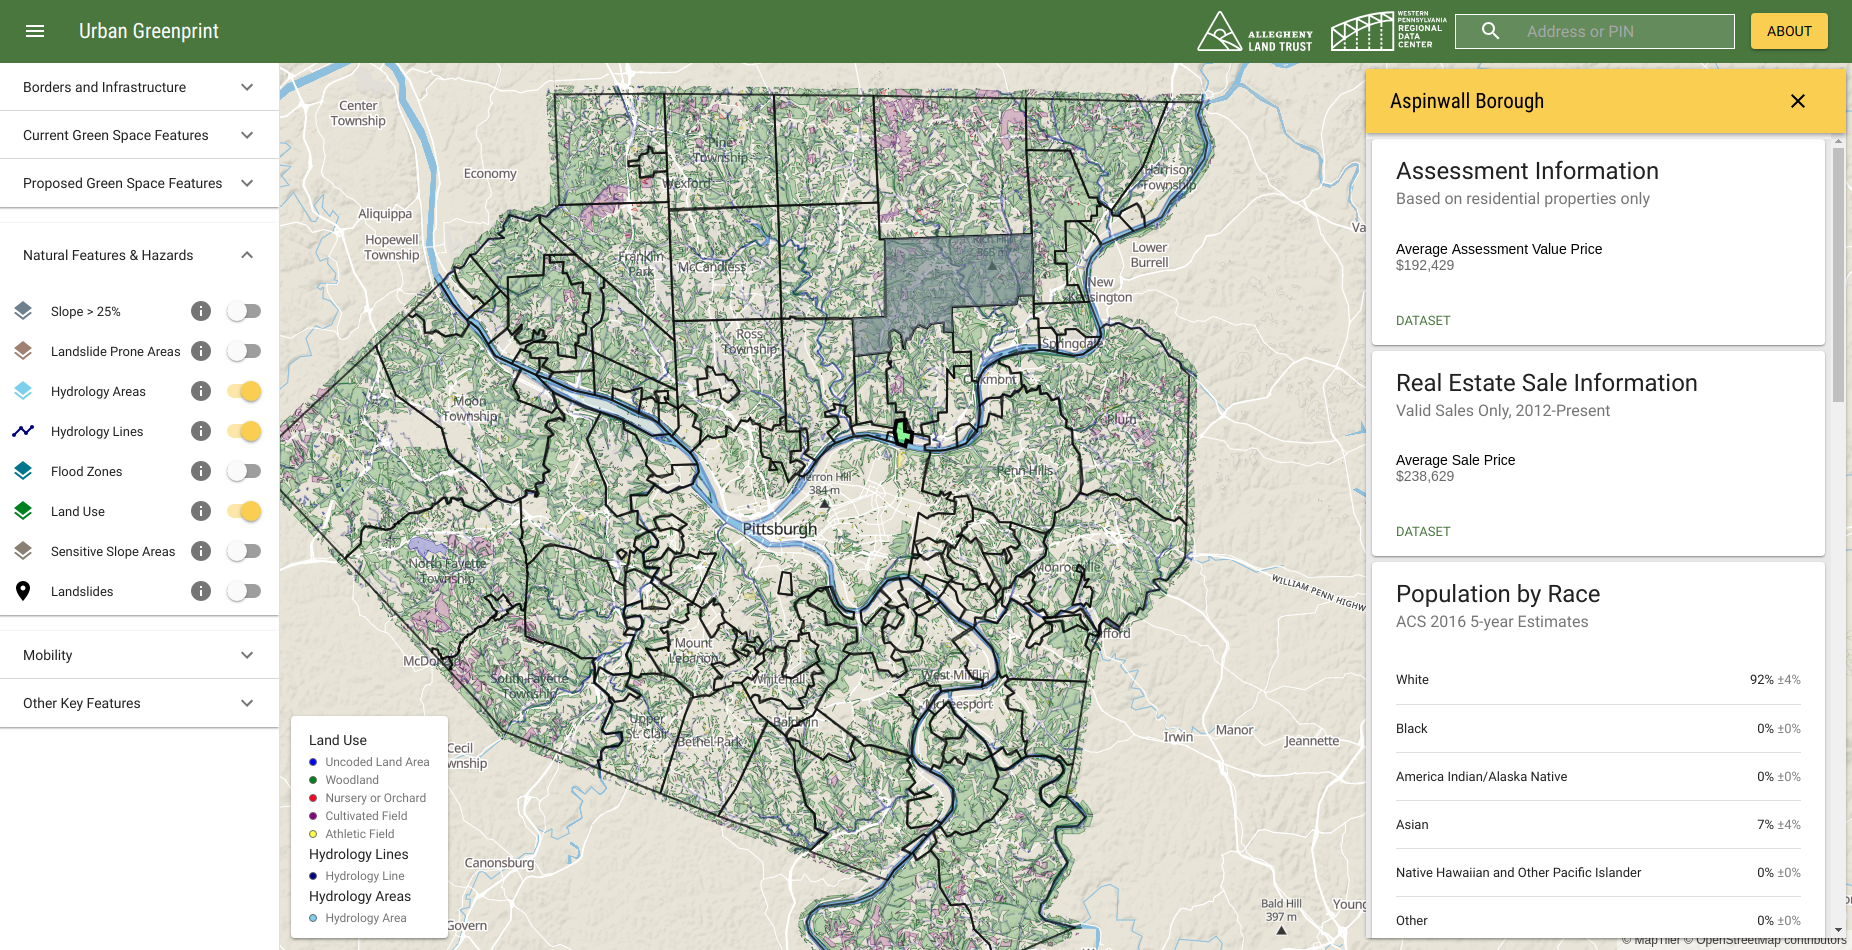 Urban Greenprint
ALLEGHENY
LAND TRUST
WESTERN
PENNSYLVANIA
REGIONAL
DATA
CENTER
Address or PIN
ABOUT
Borders and Infrastructure
Current Green Space Features
Proposed Green Space Features
Natural Features & Hazards
Slope > 25%
Landslide Prone Areas
Hydrology Areas
Hydrology Lines
Flood Zones
Land Use
Sensitive Slope Areas
Landslides
Mobility
Other Key Features
Land Use
Uncoded Land Area
Woodland
Nursery or Orchard
Cultivated Field
Athletic Field
Hydrology Lines
Hydrology Line
Hydrology Areas
Hydrology Area
Center
Township
Economy
Aliquippa
Hopewell
Township
Pine
Township
Wexford
Harrison
Township
Franklin
Park
McCandless
Lower
Burrell
New
Kensington
Ross
Township
Springdale
Oakmont
Moon
Township
Plum
Penn Hills
Herron Hill
384 m
Pittsburgh
North Fayette
Township
Monroeville
WILLIAM PENN HIGHW
Mount
Lebanon
McDonald
South Fayette
Township
Whitehall
West Mifflin
McKeesport
Upper
St. Clair
Baldwin
Bethel Park
Cecil
wnship
Irwin
Manor
Jeannette
Canonsburg
Govern
Bald Hill
397 m
Young
Va
Aspinwall Borough
Assessment Information
Based on residential properties only
Average Assessment Value Price
$192,429
DATASET
Real Estate Sale Information
Valid Sales Only, 2012-Present
Average Sale Price
$238,629
DATASET
Population by Race
ACS 2016 5-year Estimates
White 92% ±4%
Black 0% ±0%
America Indian/Alaska Native 0% ±0%
Asian 7% ±4%
Native Hawaiian and Other Pacific Islander 0% ±0%
Other 0% ±0%
© MapTiler © OpenStreetMap contributors